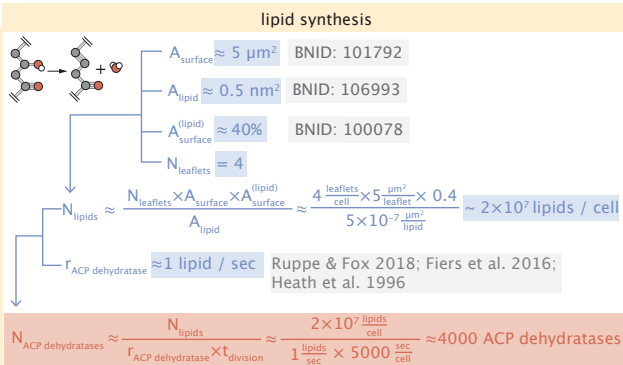 lipid synthesis
A_surface ≈ 5 μm² BNID: 101792
A_lipid ≈ 0.5 nm² BNID: 106993
A_surface^(lipid) ≈ 40% BNID: 100078
N_leaflets = 4
N_lipids ≈ N_leaflets×A_surface×A_surface^(lipid) / A_lipid ≈ 4 leaflets/cell ×5 μm²/leaflet × 0.4 / 5×10⁻⁷ μm²/lipid ~ 2×10⁷ lipids / cell
r_ACP dehydratase ≈1 lipid / sec Ruppe & Fox 2018; Fiers et al. 2016;
Heath et al. 1996
N_ACP dehydratases ≈ N_lipids / r_ACP dehydratase ×t_division ≈ 2×10⁷ lipids/cell / 1 lipids/sec × 5000 sec/cell ≈4000 ACP dehydratases
+